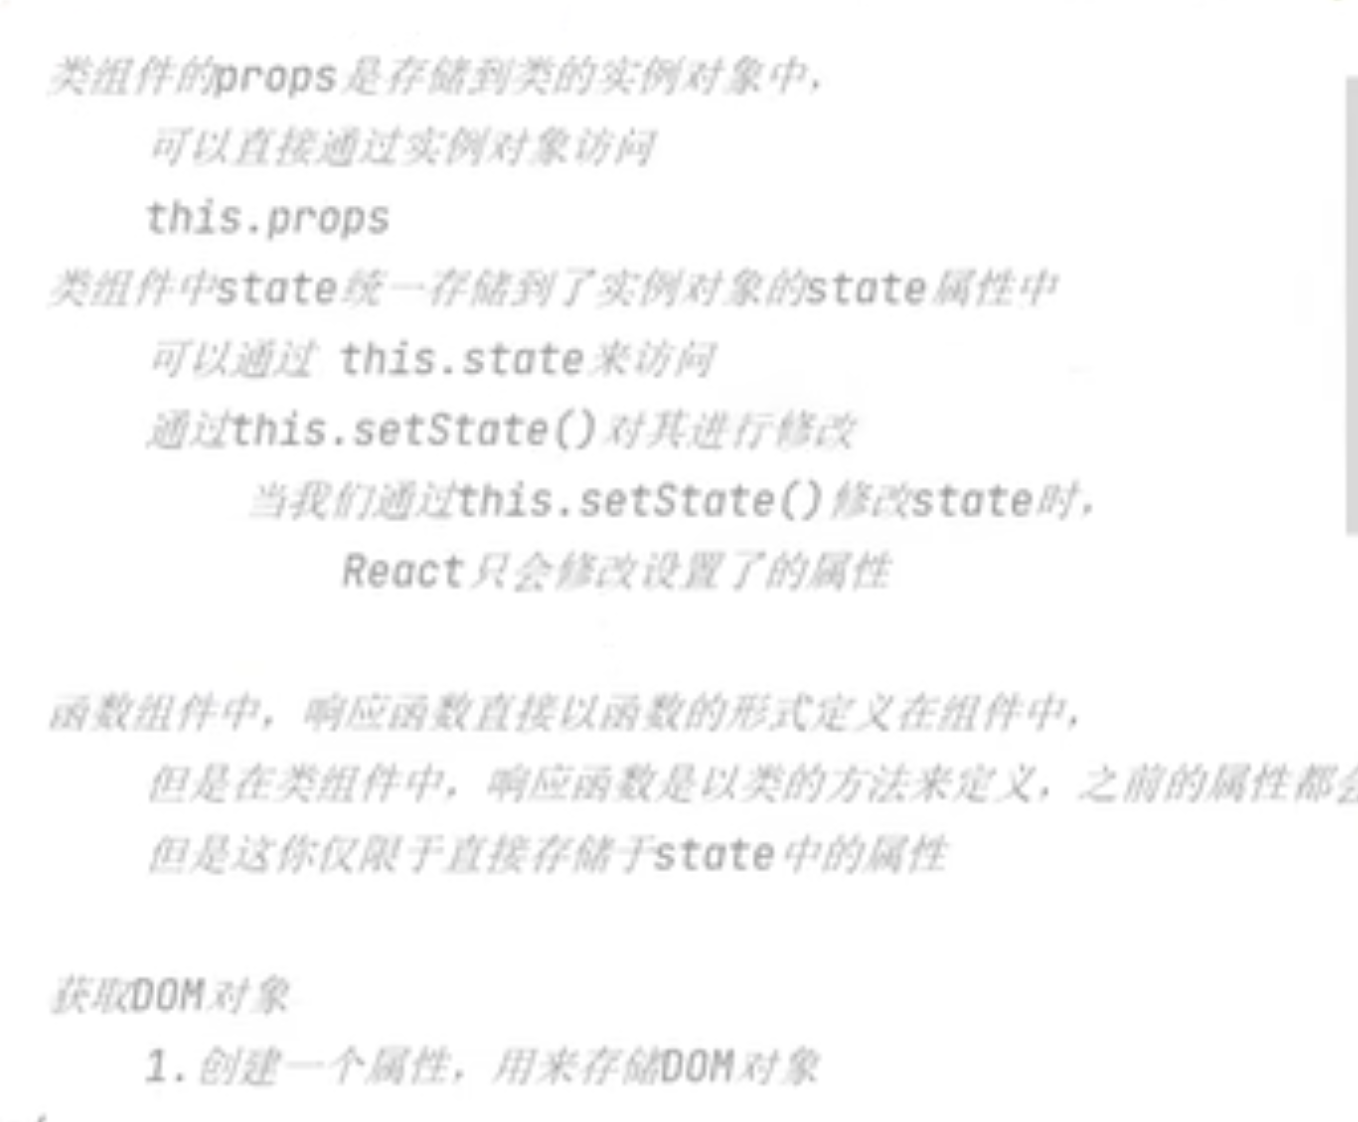 类组件的props是存储到类的实例对象中，
可以直接通过实例对象访问
this.props
类组件中state统一存储到了实例对象的state属性中
可以通过 this.state来访问
通过this.setState()对其进行修改
当我们通过this.setState()修改state时，
React只会修改设置了的属性
函数组件中，响应函数直接以函数的形式定义在组件中，
但是在类组件中，响应函数是以类的方法来定义，之前的属性都会
但是这你仅限于直接存储于state中的属性
获取DOM对象
1.创建一个属性，用来存储DOM对象